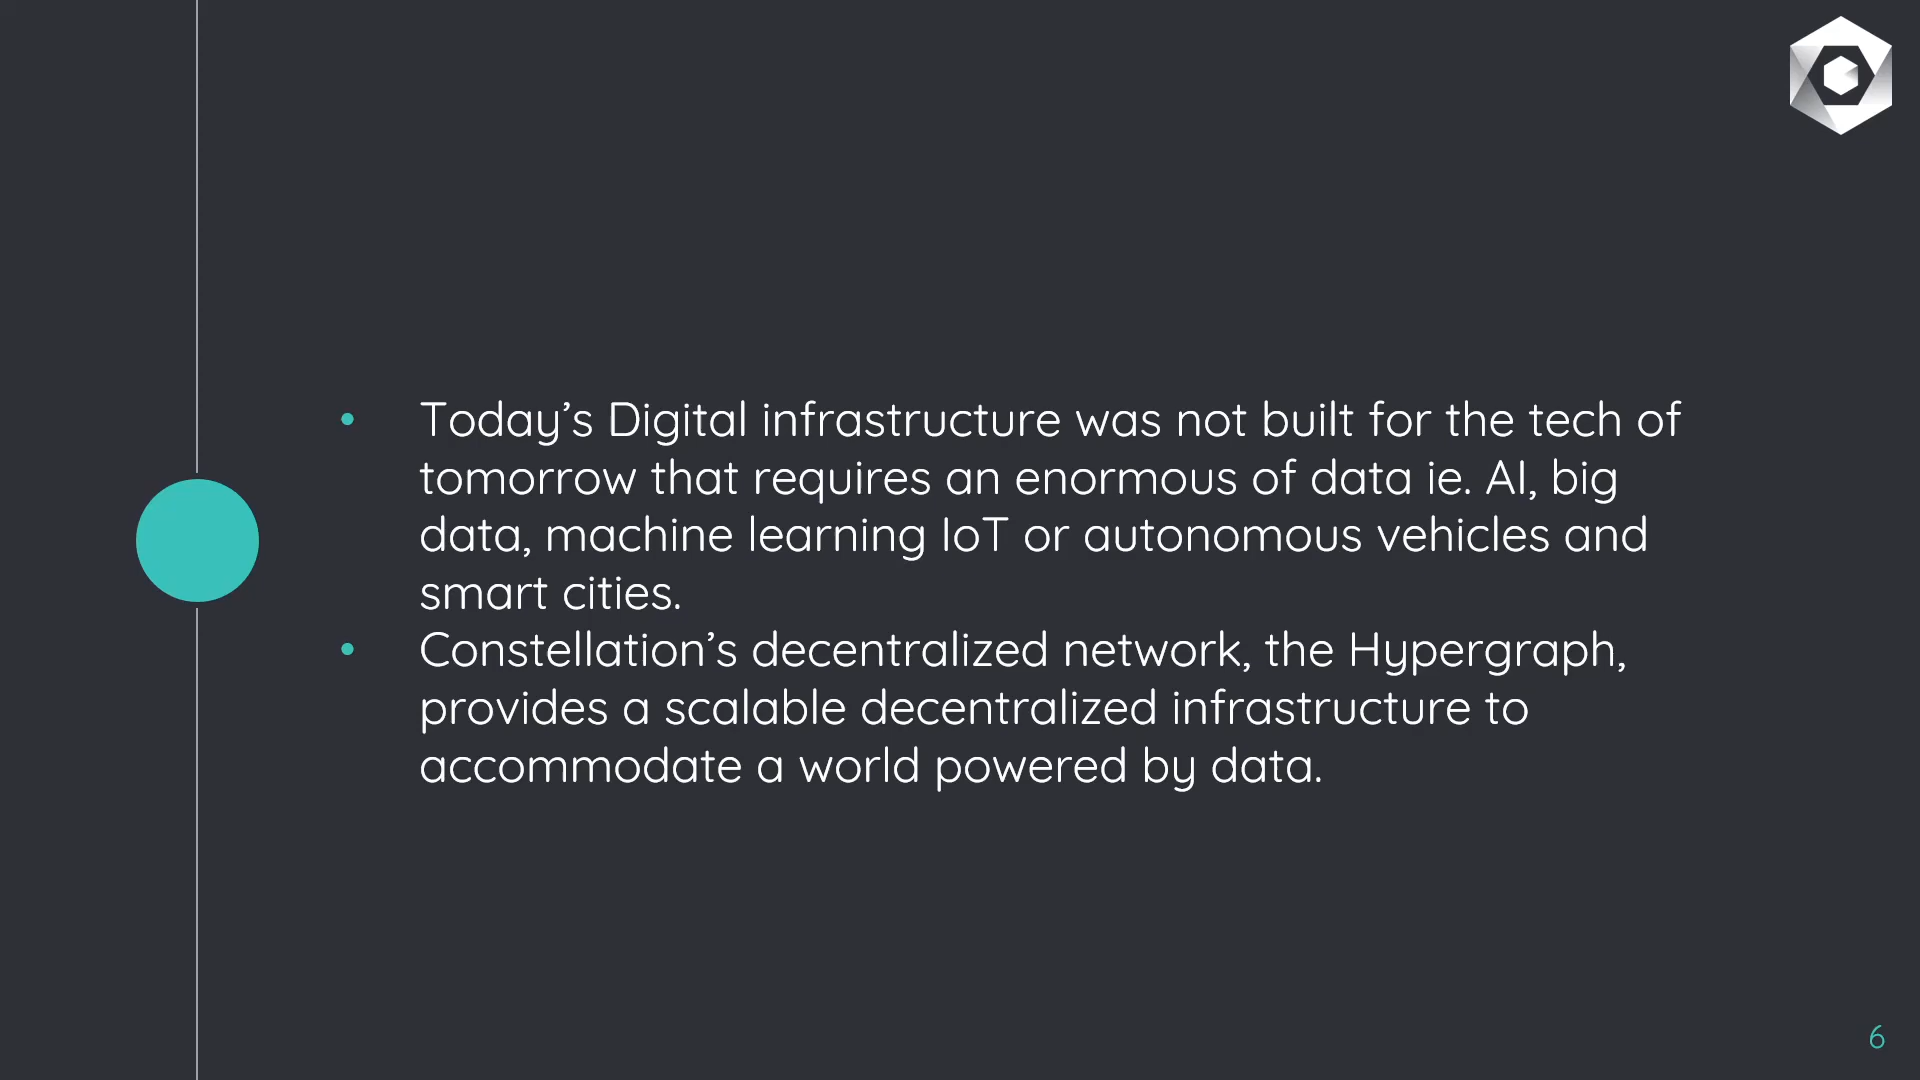 • Today’s Digital infrastructure was not built for the tech of
tomorrow that requires an enormous of data ie. AI, big
data, machine learning IoT or autonomous vehicles and
smart cities.
• Constellation’s decentralized network, the Hypergraph,
provides a scalable decentralized infrastructure to
accommodate a world powered by data.
6